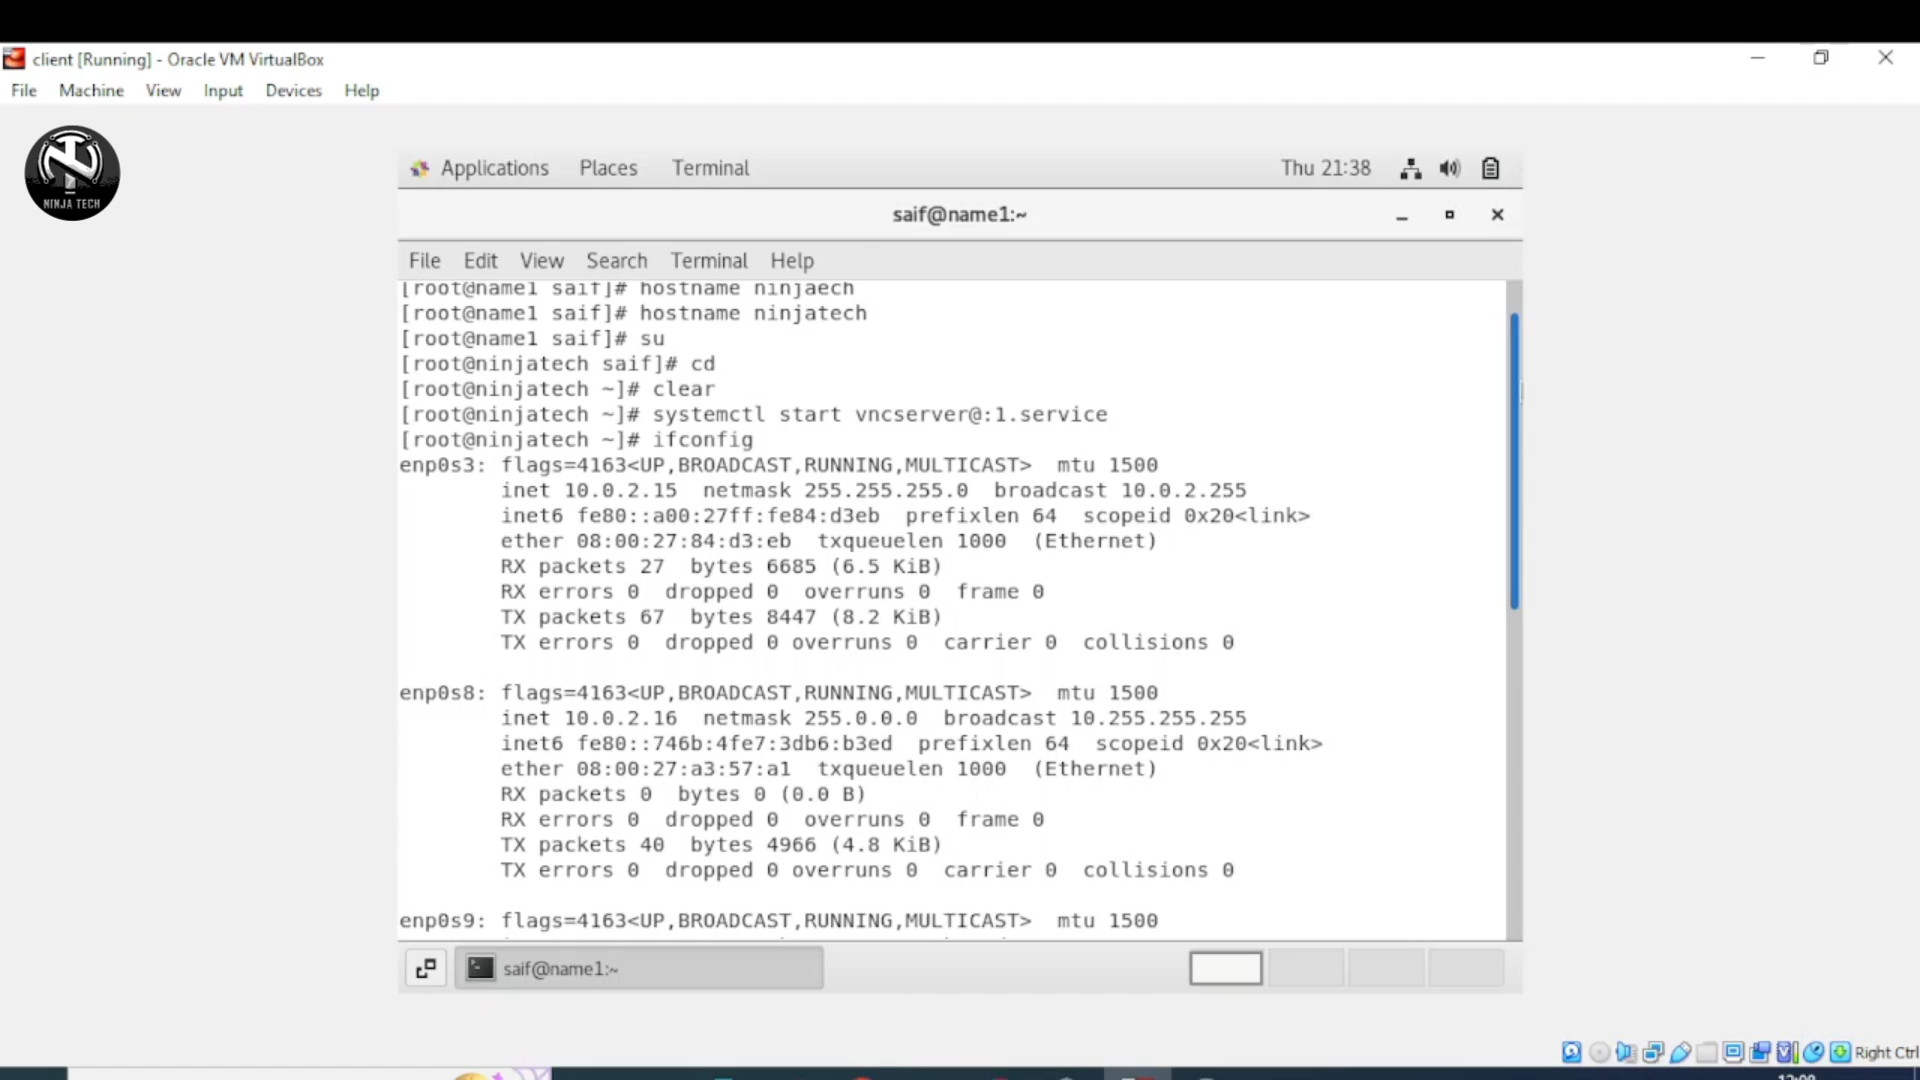 client [Running] - Oracle VM VirtualBox
File Machine View Input Devices Help
NINJA TECH
Applications Places Terminal Thu 21:38
saif@name1:~
File Edit View Search Terminal Help
[root@name1 saif]# hostname ninjaech
[root@name1 saif]# hostname ninjatech
[root@name1 saif]# su
[root@ninjatech saif]# cd
[root@ninjatech ~]# clear
[root@ninjatech ~]# systemctl start vncserver@:1.service
[root@ninjatech ~]# ifconfig
enp0s3: flags=4163<UP,BROADCAST,RUNNING,MULTICAST>  mtu 1500
inet 10.0.2.15  netmask 255.255.255.0  broadcast 10.0.2.255
inet6 fe80::a00:27ff:fe84:d3eb  prefixlen 64  scopeid 0x20<link>
ether 08:00:27:84:d3:eb  txqueuelen 1000  (Ethernet)
RX packets 27  bytes 6685 (6.5 KiB)
RX errors 0  dropped 0  overruns 0  frame 0
TX packets 67  bytes 8447 (8.2 KiB)
TX errors 0  dropped 0 overruns 0  carrier 0  collisions 0
enp0s8: flags=4163<UP,BROADCAST,RUNNING,MULTICAST>  mtu 1500
inet 10.0.2.16  netmask 255.0.0.0  broadcast 10.255.255.255
inet6 fe80::746b:4fe7:3db6:b3ed  prefixlen 64  scopeid 0x20<link>
ether 08:00:27:a3:57:a1  txqueuelen 1000  (Ethernet)
RX packets 0  bytes 0 (0.0 B)
RX errors 0  dropped 0  overruns 0  frame 0
TX packets 40  bytes 4966 (4.8 KiB)
TX errors 0  dropped 0 overruns 0  carrier 0  collisions 0
enp0s9: flags=4163<UP,BROADCAST,RUNNING,MULTICAST>  mtu 1500
saif@name1:~
Right Ctrl